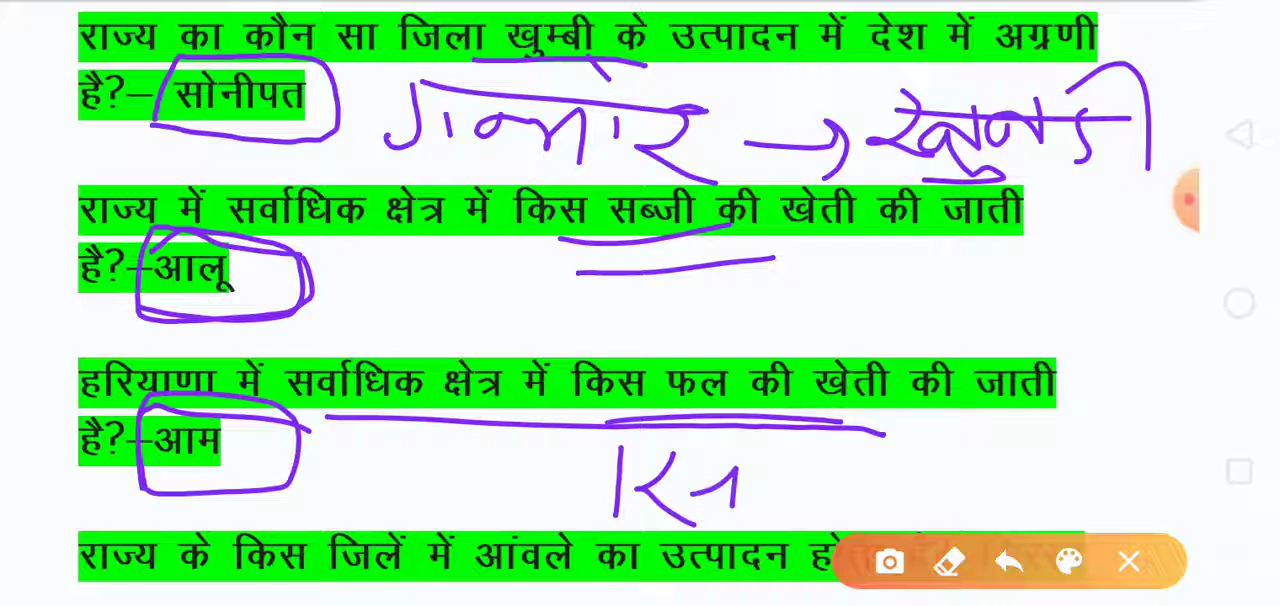 राज्य का कौन सा जिला खुम्बी के उत्पादन में देश में अग्रणी
है?– सोनीपत
राज्य में सर्वाधिक क्षेत्र में किस सब्जी की खेती की जाती
है?–आलू
हरियाणा में सर्वाधिक क्षेत्र में किस फल की खेती की जाती
है?–आम
राज्य के किस जिलें में आंवले का उत्पादन